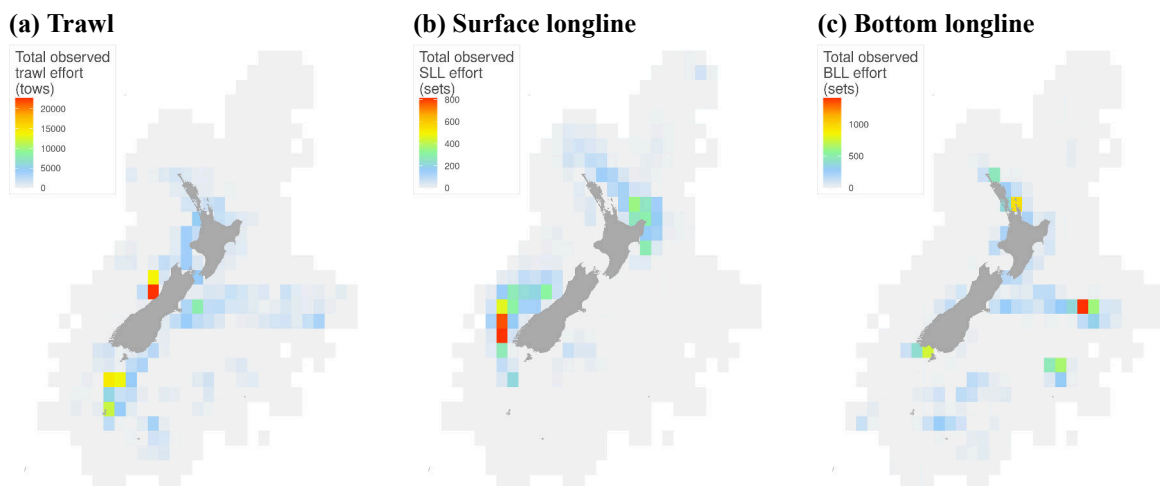 (a) Trawl
Total observed
trawl effort
(tows)
20000
15000
10000
5000
0
(b) Surface longline
Total observed
SLL effort
(sets)
800
600
400
200
0
(c) Bottom longline
Total observed
BLL effort
(sets)
1000
500
0